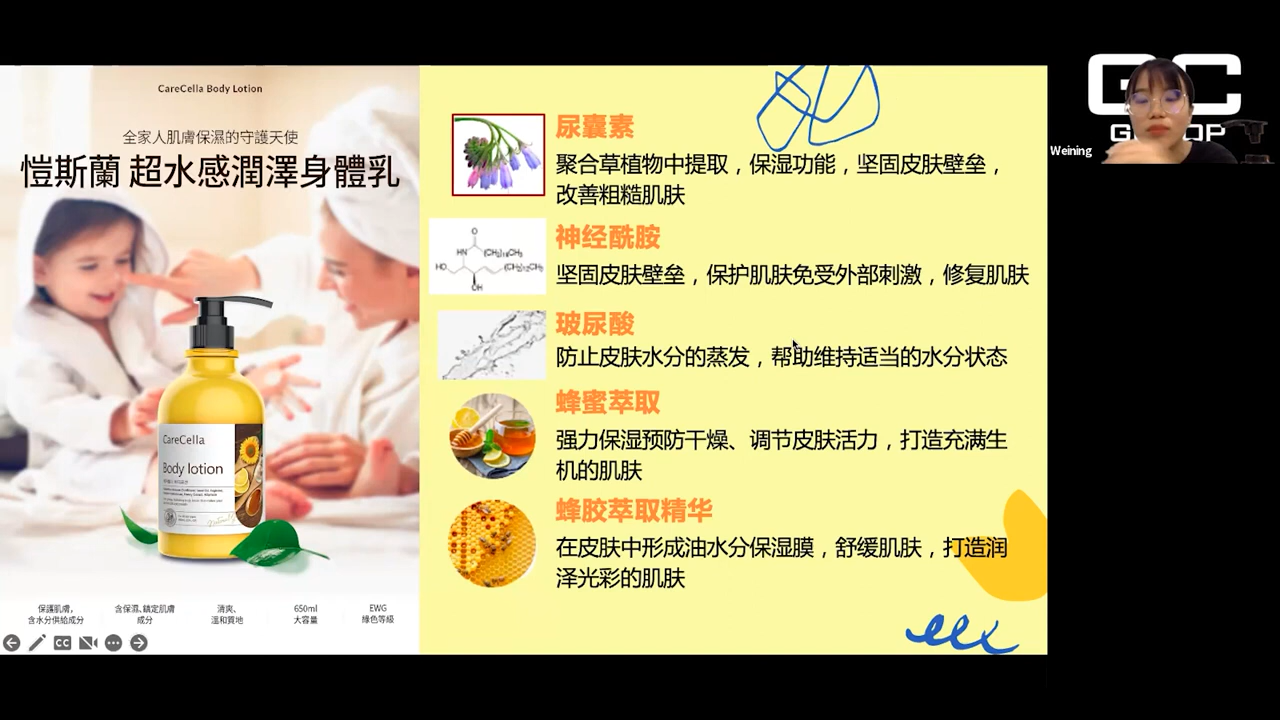 CareCella Body Lotion
全家人肌膚保濕的守護天使
愷斯蘭 超水感潤澤身體乳
CareCella
Body lotion
保護肌膚,
含水分供給成分
含保濕、鎮定肌膚
成分
清爽、
溫和質地
650ml
大容量
EWG
綠色等級
CC
尿囊素
聚合草植物中提取，保湿功能，坚固皮肤壁垒，
改善粗糙肌肤
神经酰胺
坚固皮肤壁垒，保护肌肤免受外部刺激，修复肌肤
O
HN
HO
OH
玻尿酸
防止皮肤水分的蒸发，帮助维持适当的水分状态
蜂蜜萃取
强力保湿预防干燥、调节皮肤活力，打造充满生
机的肌肤
蜂胶萃取精华
在皮肤中形成油水分保湿膜，舒缓肌肤，打造润
泽光彩的肌肤
GC
Weining